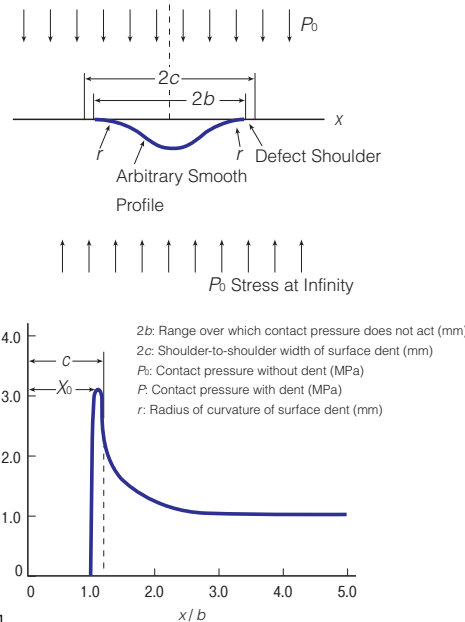 P₀
2c
2b
x
r
r
Defect Shoulder
Arbitrary Smooth
Profile
P₀ Stress at Infinity
2b: Range over which contact pressure does not act (mm)
2c: Shoulder-to-shoulder width of surface dent (mm)
P₀: Contact pressure without dent (MPa)
P: Contact pressure with dent (MPa)
r: Radius of curvature of surface dent (mm)
4.0
c
X₀
3.0
2.0
1.0
0
0 1.0 2.0 3.0 4.0 5.0
x/b